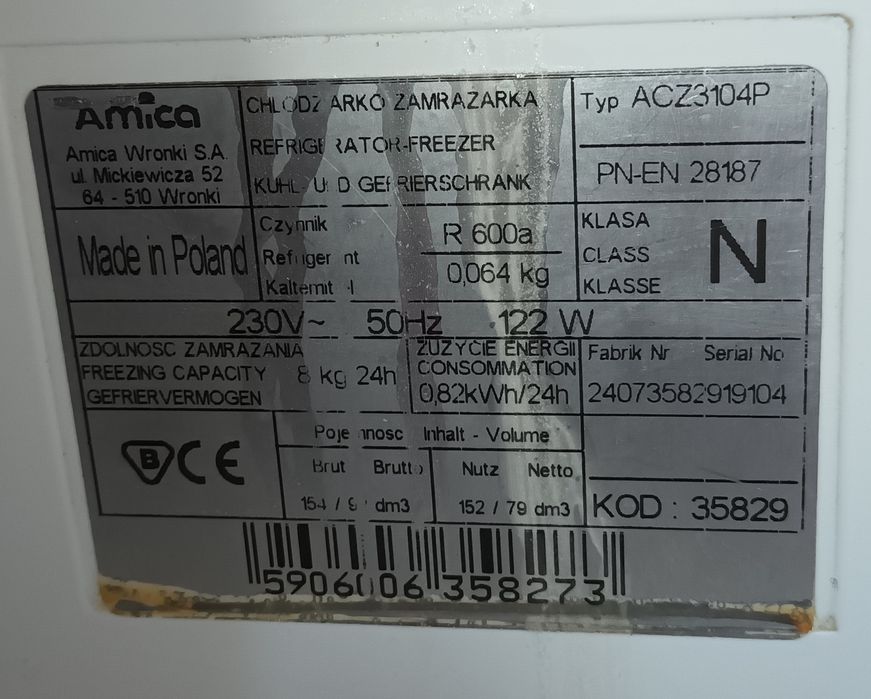 Amica
Amica Wronki S.A.
ul. Mickiewicza 52
64 - 510 Wronki
CHLODZ ARKO ZAMRAZARKA
REFRIGE RATOR-FREEZER
GEFRIERSCHRANK
Typ ACZ3104P
PN-EN 28187
Made in Poland
Czynnik
R 600a
0,064 kg
KLASA
CLASS
KLASSE
N
230V~ 50Hz 122 W
ZDOLNOSC ZAMRAZANIA
FREEZING CAPACITY
GEFRIERVERMOGEN
8 kg 24h
ZUZYCIE ENERGII
CONSOMMATION
0,82kWh/24h
Fabrik Nr Serial No
24073582919104
B CE
Inhalt - Volume
Brut Brutto
Nutz Netto
dm3
152 / 79 dm3
KOD : 35829
358273